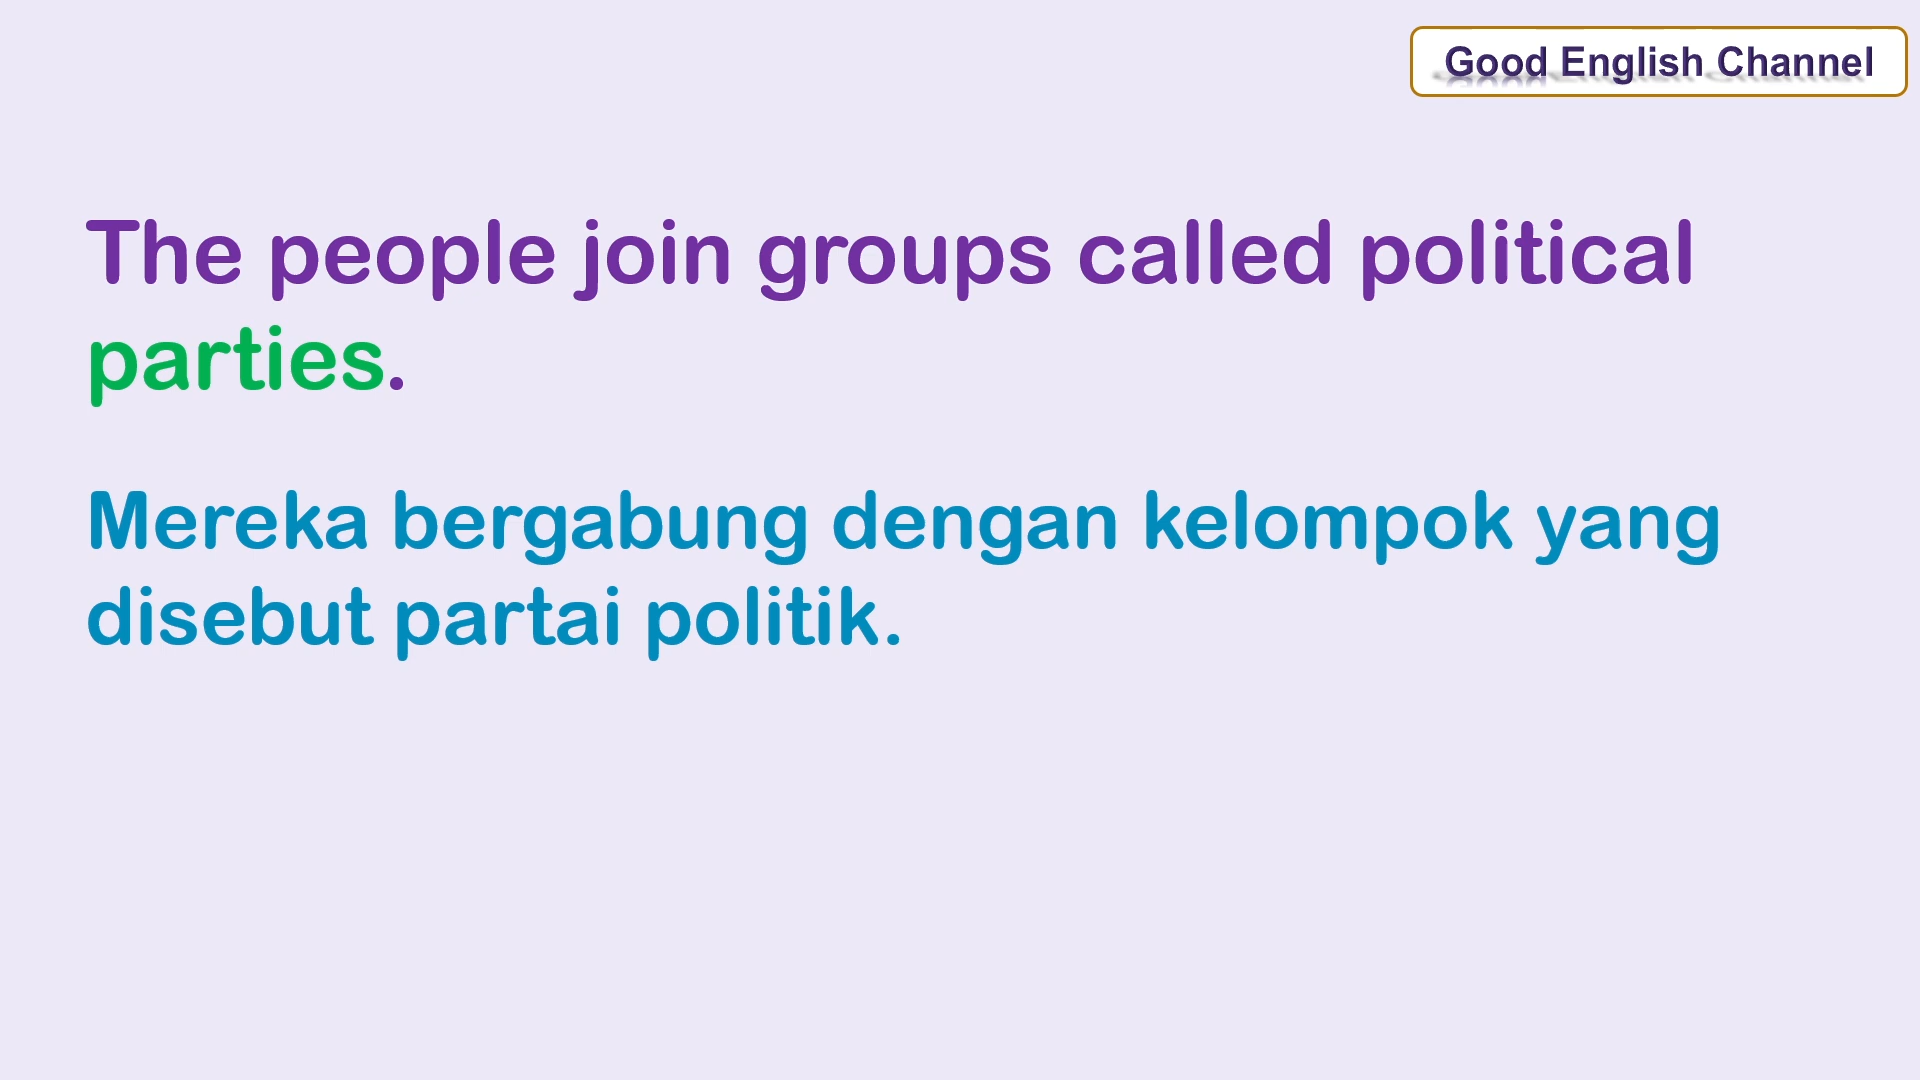 Good English Channel
The people join groups called political
parties.
Mereka bergabung dengan kelompok yang
disebut partai politik.